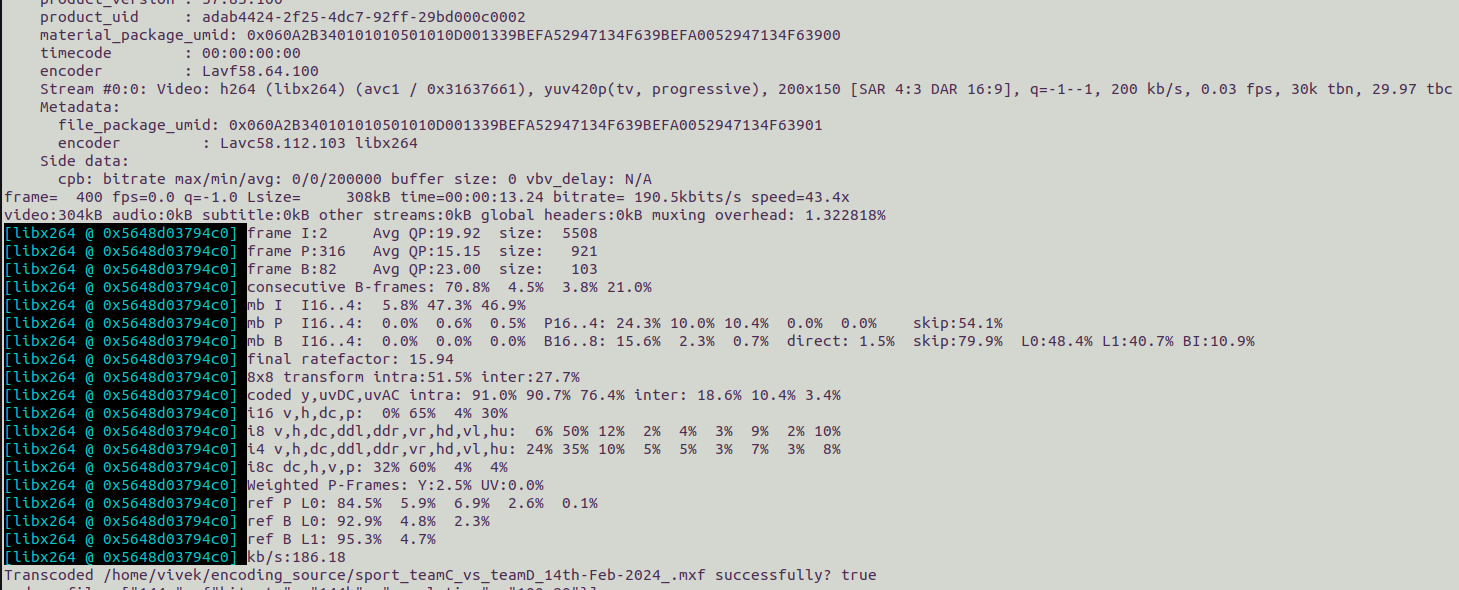 product_version : 57.83.100
product_uid     : adab4424-2f25-4dc7-92ff-29bd000c0002
material_package_umid: 0x060A2B340101010501010D001339BEFA52947134F639BEFA0052947134F63900
timecode        : 00:00:00:00
encoder         : Lavf58.64.100
Stream #0:0: Video: h264 (libx264) (avc1 / 0x31637661), yuv420p(tv, progressive), 200x150 [SAR 4:3 DAR 16:9], q=-1--1, 200 kb/s, 0.03 fps, 30k tbn, 29.97 tbc
Metadata:
file_package_umid: 0x060A2B340101010501010D001339BEFA52947134F639BEFA0052947134F63901
encoder         : Lavc58.112.103 libx264
Side data:
cpb: bitrate max/min/avg: 0/0/200000 buffer size: 0 vbv_delay: N/A
frame=  400 fps=0.0 q=-1.0 Lsize=     308kB time=00:00:13.24 bitrate= 190.5kbits/s speed=43.4x
video:304kB audio:0kB subtitle:0kB other streams:0kB global headers:0kB muxing overhead: 1.322818%
[libx264 @ 0x5648d03794c0] frame I:2     Avg QP:19.92  size:  5508
[libx264 @ 0x5648d03794c0] frame P:316   Avg QP:15.15  size:   921
[libx264 @ 0x5648d03794c0] frame B:82    Avg QP:23.00  size:   103
[libx264 @ 0x5648d03794c0] consecutive B-frames: 70.8%  4.5%  3.8% 21.0%
[libx264 @ 0x5648d03794c0] mb I  I16..4:  5.8% 47.3% 46.9%
[libx264 @ 0x5648d03794c0] mb P  I16..4:  0.0%  0.6%  0.5%  P16..4: 24.3% 10.0% 10.4%  0.0%  0.0%    skip:54.1%
[libx264 @ 0x5648d03794c0] mb B  I16..4:  0.0%  0.0%  0.0%  B16..8: 15.6%  2.3%  0.7%  direct: 1.5%  skip:79.9%  L0:48.4% L1:40.7% BI:10.9%
[libx264 @ 0x5648d03794c0] final ratefactor: 15.94
[libx264 @ 0x5648d03794c0] 8x8 transform intra:51.5% inter:27.7%
[libx264 @ 0x5648d03794c0] coded y,uvDC,uvAC intra: 91.0% 90.7% 76.4% inter: 18.6% 10.4% 3.4%
[libx264 @ 0x5648d03794c0] i16 v,h,dc,p:  0% 65%  4% 30%
[libx264 @ 0x5648d03794c0] i8 v,h,dc,ddl,ddr,vr,hd,vl,hu:  6% 50% 12%  2%  4%  3%  9%  2% 10%
[libx264 @ 0x5648d03794c0] i4 v,h,dc,ddl,ddr,vr,hd,vl,hu: 24% 35% 10%  5%  5%  3%  7%  3%  8%
[libx264 @ 0x5648d03794c0] i8c dc,h,v,p: 32% 60%  4%  4%
[libx264 @ 0x5648d03794c0] Weighted P-Frames: Y:2.5% UV:0.0%
[libx264 @ 0x5648d03794c0] ref P L0: 84.5%  5.9%  6.9%  2.6%  0.1%
[libx264 @ 0x5648d03794c0] ref B L0: 92.9%  4.8%  2.3%
[libx264 @ 0x5648d03794c0] ref B L1: 95.3%  4.7%
[libx264 @ 0x5648d03794c0] kb/s:186.18
Transcoded /home/vivek/encoding_source/sport_teamC_vs_teamD_14th-Feb-2024_.mxf successfully? true